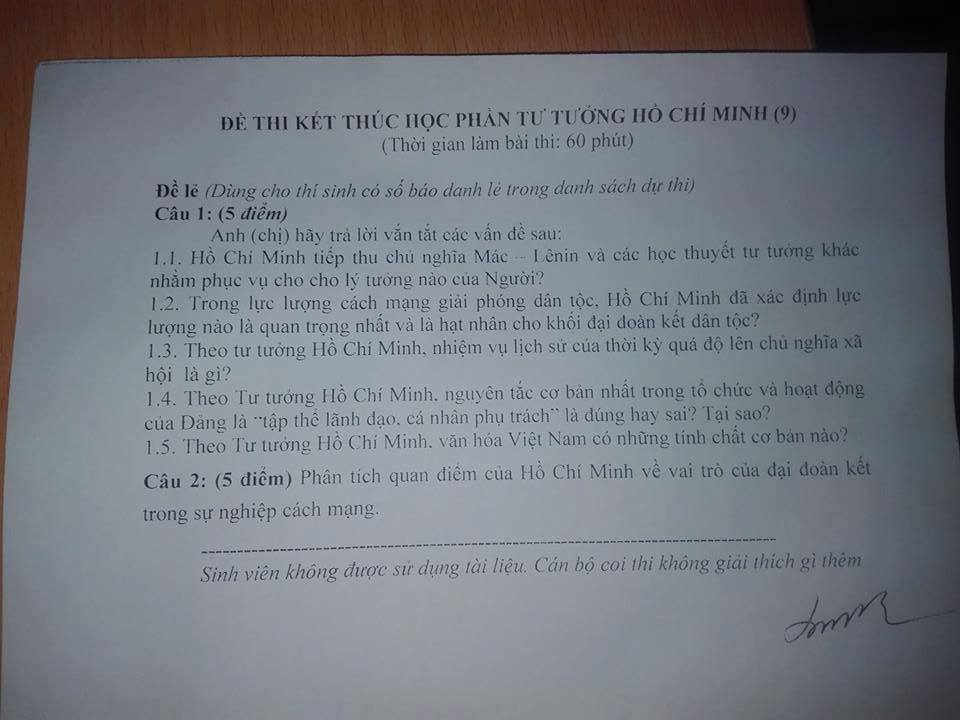 ĐỀ THI KẾT THÚC HỌC PHẦN TƯ TƯỞNG HỒ CHÍ MINH (9)
(Thời gian làm bài thi: 60 phút)
Đề lẻ (Dùng cho thí sinh có số báo danh lẻ trong danh sách dự thi)
Câu 1: (5 điểm)
Anh (chị) hãy trả lời vắn tắt các vấn đề sau:
1.1. Hồ Chí Minh tiếp thu chủ nghĩa Mác – Lênin và các học thuyết tư tưởng khác
nhằm phục vụ cho cho lý tưởng nào của Người?
1.2. Trong lực lượng cách mạng giải phóng dân tộc, Hồ Chí Minh đã xác định lực
lượng nào là quan trọng nhất và là hạt nhân cho khối đại đoàn kết dân tộc?
1.3. Theo tư tưởng Hồ Chí Minh, nhiệm vụ lịch sử của thời kỳ quá độ lên chủ nghĩa xã
hội là gì?
1.4. Theo Tư tưởng Hồ Chí Minh, nguyên tắc cơ bản nhất trong tổ chức và hoạt động
của Đảng là "tập thể lãnh đạo, cá nhân phụ trách" là đúng hay sai? Tại sao?
1.5. Theo Tư tưởng Hồ Chí Minh, văn hóa Việt Nam có những tính chất cơ bản nào?
Câu 2: (5 điểm) Phân tích quan điểm của Hồ Chí Minh về vai trò của đại đoàn kết
trong sự nghiệp cách mạng.
Sinh viên không được sử dụng tài liệu. Cán bộ coi thi không giải thích gì thêm